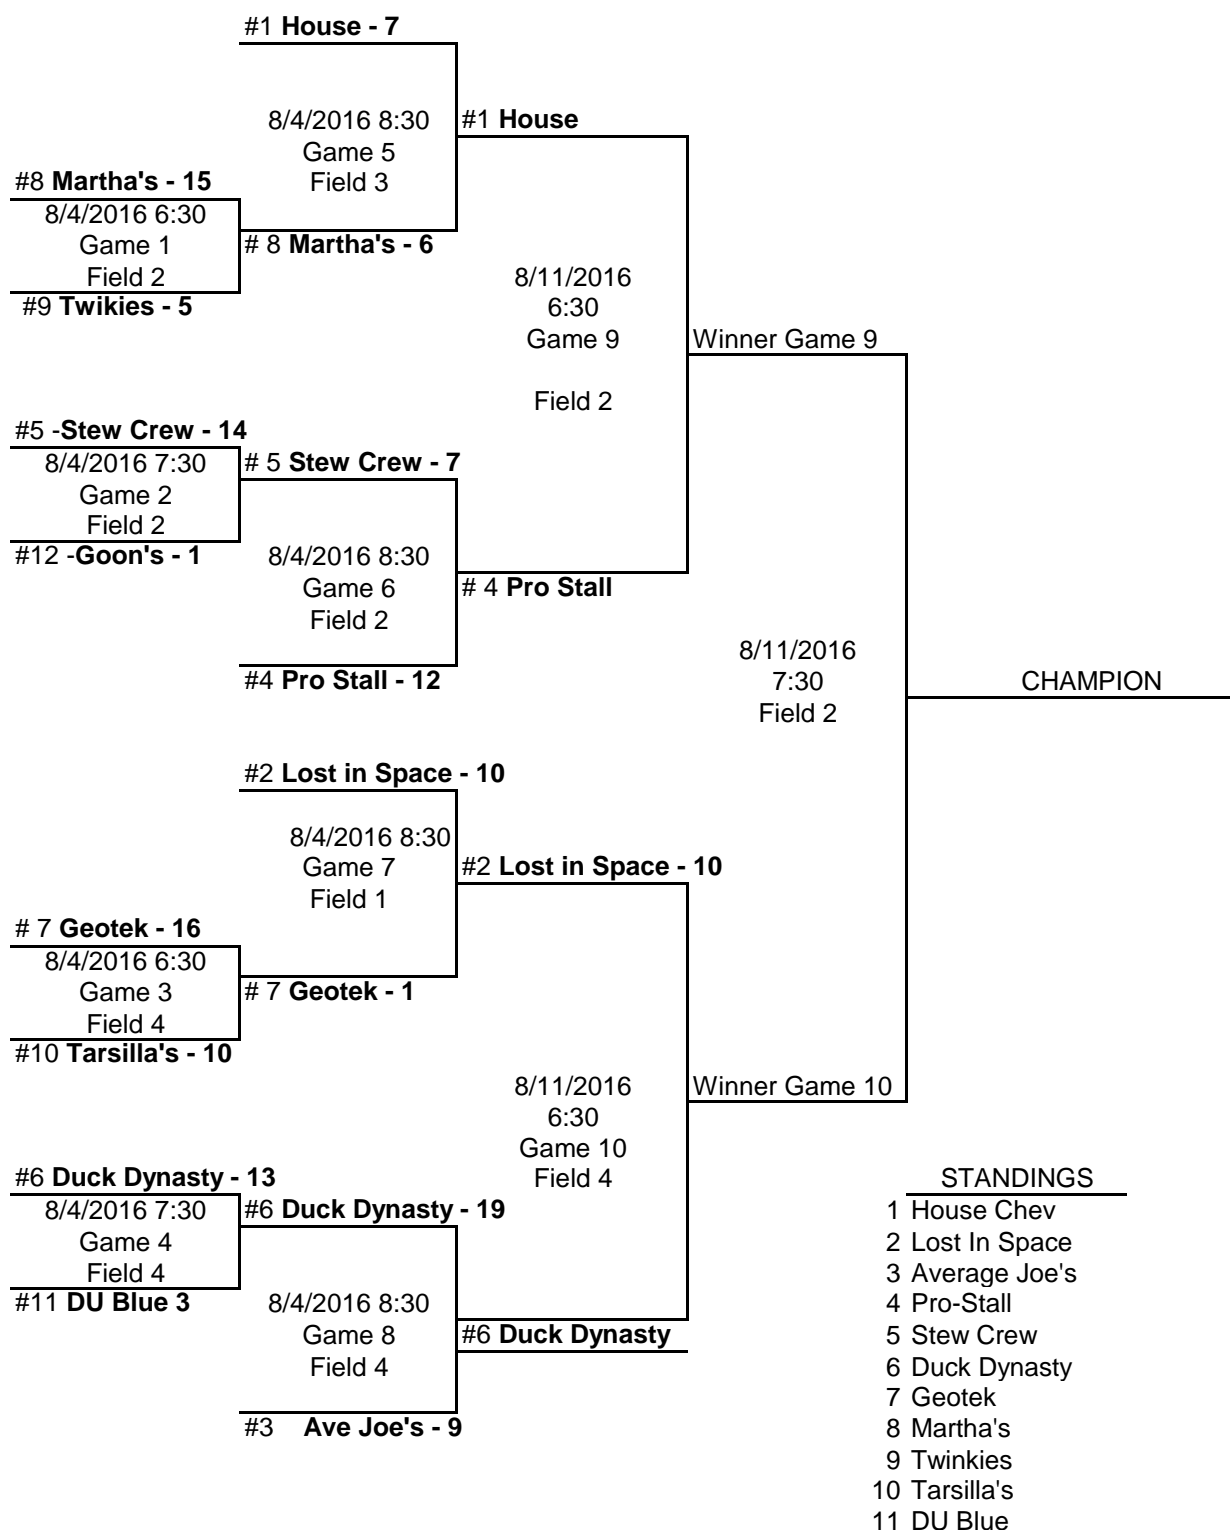 #1 House - 7
8/4/2016 8:30
Game 5
Field 3
#1 House
#8 Martha's - 15
8/4/2016 6:30
Game 1
Field 2
# 8 Martha's - 6
#9 Twikies - 5
8/11/2016
6:30
Game 9
Field 2
Winner Game 9
#5 -Stew Crew - 14
8/4/2016 7:30
Game 2
Field 2
# 5 Stew Crew - 7
#12 -Goon's - 1
8/4/2016 8:30
Game 6
Field 2
# 4 Pro Stall
#4 Pro Stall - 12
8/11/2016
7:30
Field 2
CHAMPION
#2 Lost in Space - 10
8/4/2016 8:30
Game 7
Field 1
#2 Lost in Space - 10
# 7 Geotek - 16
8/4/2016 6:30
Game 3
Field 4
# 7 Geotek - 1
#10 Tarsilla's - 10
8/11/2016
6:30
Game 10
Field 4
Winner Game 10
#6 Duck Dynasty - 13
8/4/2016 7:30
Game 4
Field 4
#6 Duck Dynasty - 19
#11 DU Blue 3
8/4/2016 8:30
Game 8
Field 4
#6 Duck Dynasty
#3 Ave Joe's - 9
STANDINGS
1 House Chev
2 Lost In Space
3 Average Joe's
4 Pro-Stall
5 Stew Crew
6 Duck Dynasty
7 Geotek
8 Martha's
9 Twinkies
10 Tarsilla's
11 DU Blue